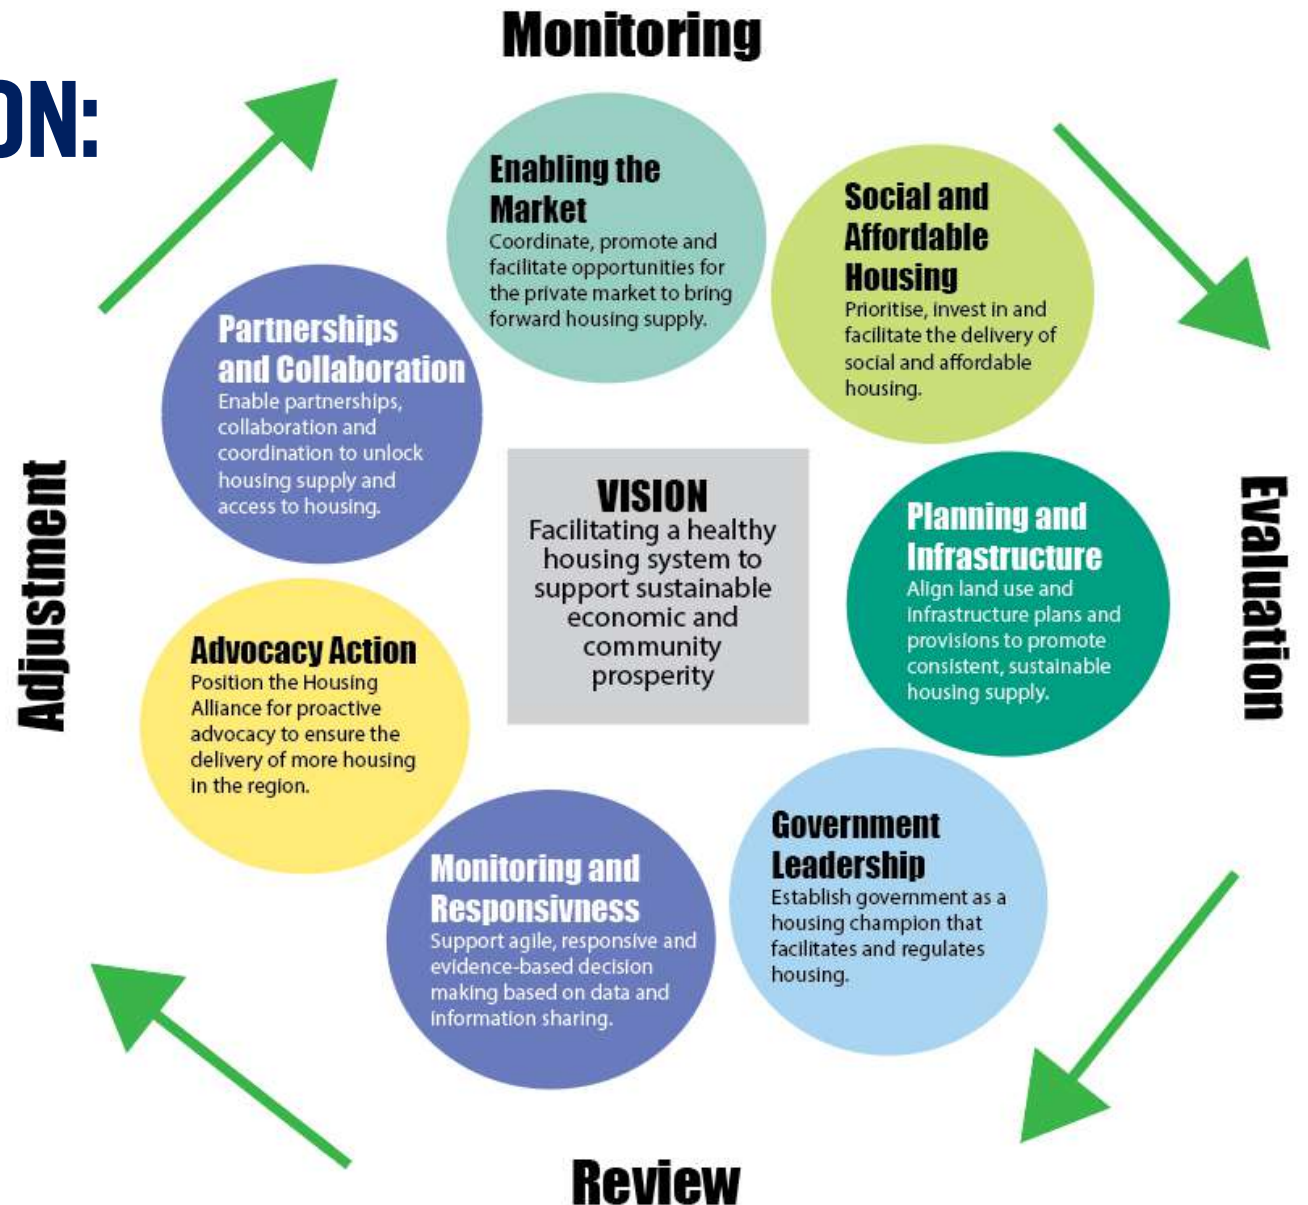 Monitoring
ON:
Enabling the
Market
Coordinate, promote and
facilitate opportunities for
the private market to bring
forward housing supply.
Social and
Affordable
Housing
Prioritise, invest in and
facilitate the delivery of
social and affordable
housing.
Partnerships
and Collaboration
Enable partnerships,
collaboration and
coordination to unlock
housing supply and
access to housing.
VISION
Facilitating a healthy
housing system to
support sustainable
economic and
community
prosperity
Planning and
Infrastructure
Align land use and
infrastructure plans and
provisions to promote
consistent, sustainable
housing supply.
Adjustment
Evaluation
Advocacy Action
Position the Housing
Alliance for proactive
advocacy to ensure the
delivery of more housing
in the region.
Government
Leadership
Establish government as a
housing champion that
facilitates and regulates
housing.
Monitoring and
Responsivness
Support agile, responsive and
evidence-based decision
making based on data and
information sharing.
Review